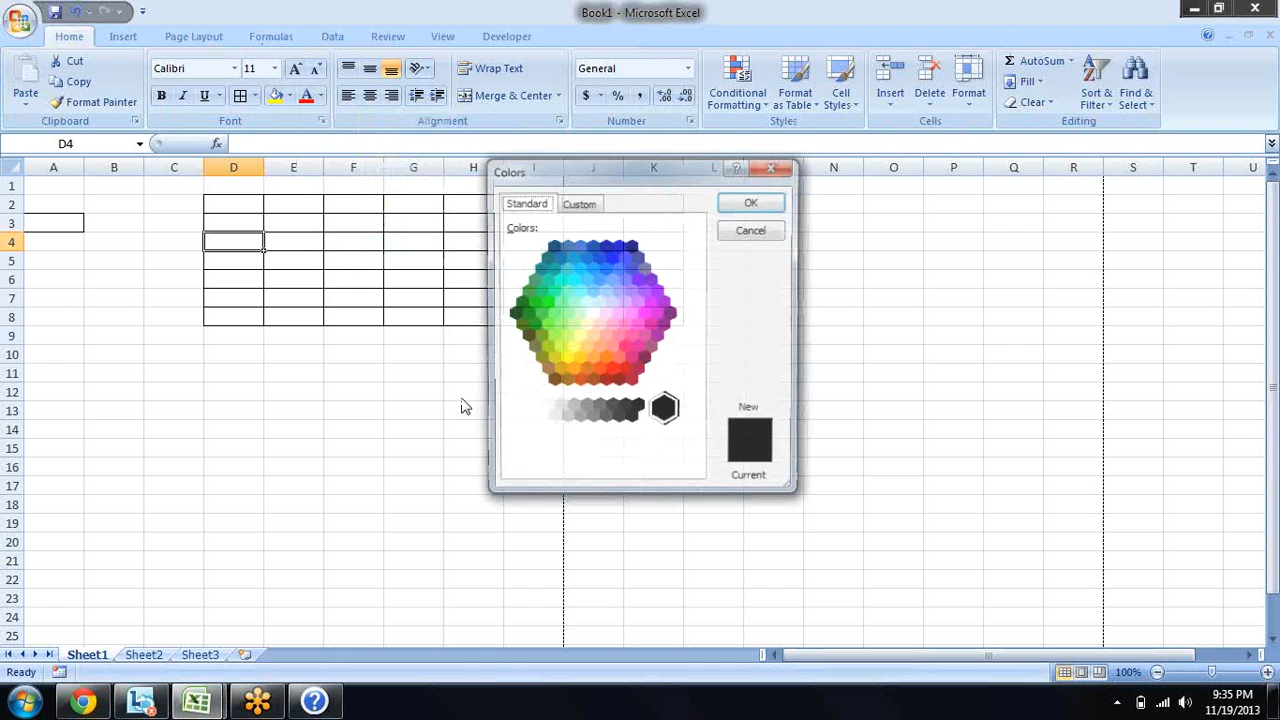 Book1 - Microsoft Excel
Home Insert Page Layout Formulas Data Review View Developer
Paste
Cut
Copy
Format Painter
Clipboard
Calibri 11
B I U
Font
Wrap Text
Merge & Center
Alignment
General
$ % ,
Number
Conditional Formatting
Format as Table
Cell Styles
Styles
Insert Delete Format
Cells
Σ AutoSum
Fill
Clear
Sort & Filter
Find & Select
Editing
D4 fx
A B C D E F G H I J K L M N O P Q R S T U
1
2
3
4
5
6
7
8
9
10
11
12
13
14
15
16
17
18
19
20
21
22
23
24
25
Colors
Standard Custom
Colors:
OK
Cancel
New
Current
Sheet1 Sheet2 Sheet3
Ready 100%
9:35 PM
11/19/2013